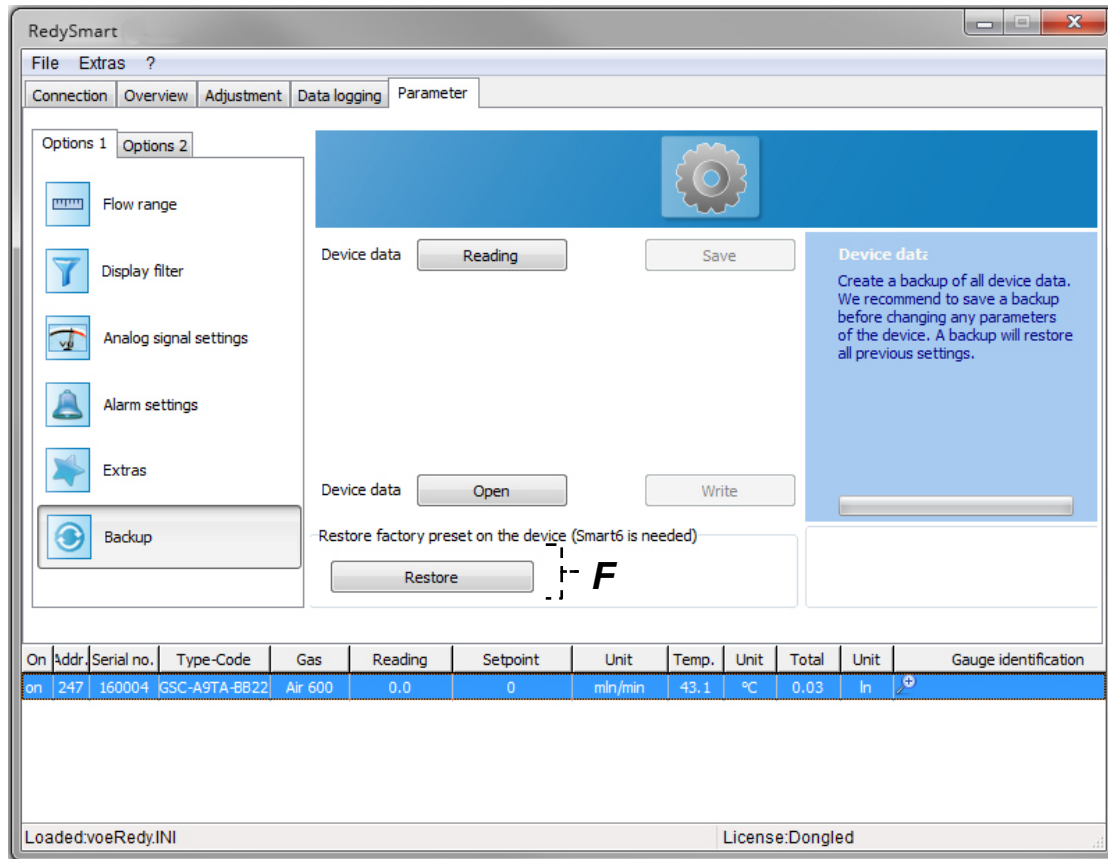 RedySmart
File Extras ?
Connection Overview Adjustment Data logging Parameter
Options 1 Options 2
Flow range
Display filter
Analog signal settings
Alarm settings
Extras
Backup
Device data Reading Save
Device data
Create a backup of all device data.
We recommend to save a backup
before changing any parameters
of the device. A backup will restore
all previous settings.
Device data Open Write
Restore factory preset on the device (Smart6 is needed)
Restore
F
On Addr. Serial no. Type-Code Gas Reading Setpoint Unit Temp. Unit Total Unit Gauge identification
on 247 160004 GSC-A9TA-BB22 Air 600 0.0 0 mln/min 43.1 °C 0.03 ln
Loaded:voeRedy.INI License:Dongled